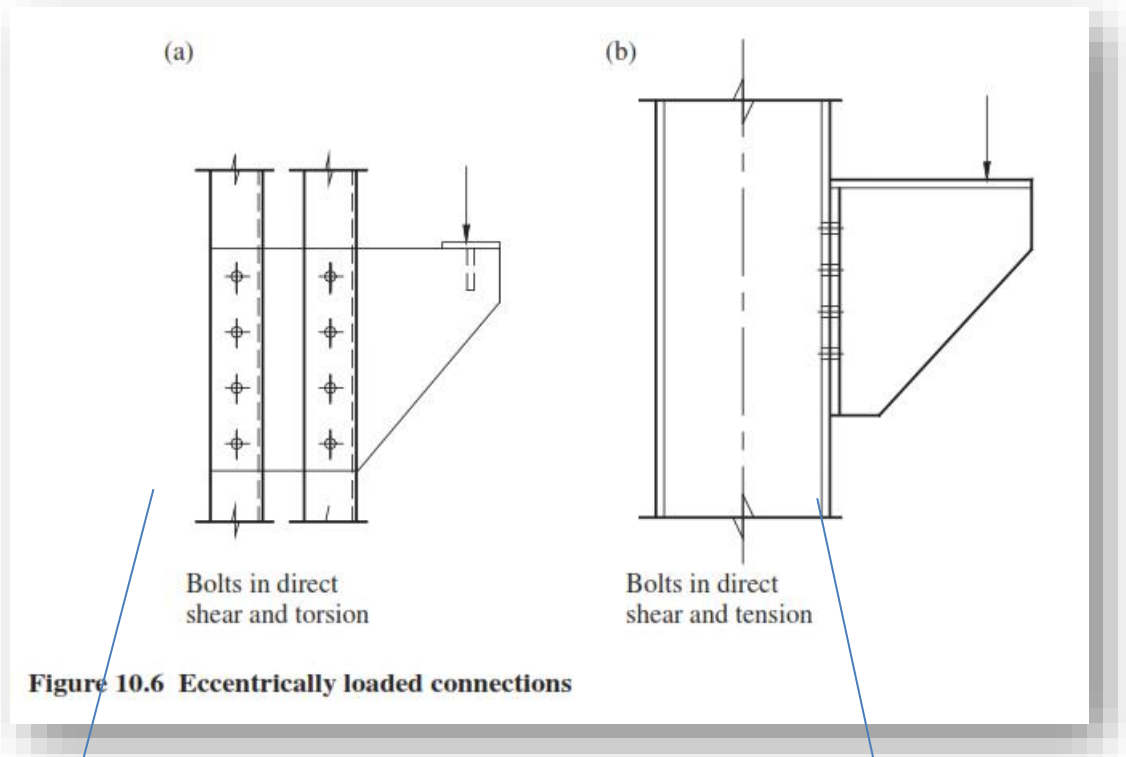 (a)
(b)
Bolts in direct
shear and torsion
Bolts in direct
shear and tension
Figure 10.6 Eccentrically loaded connections